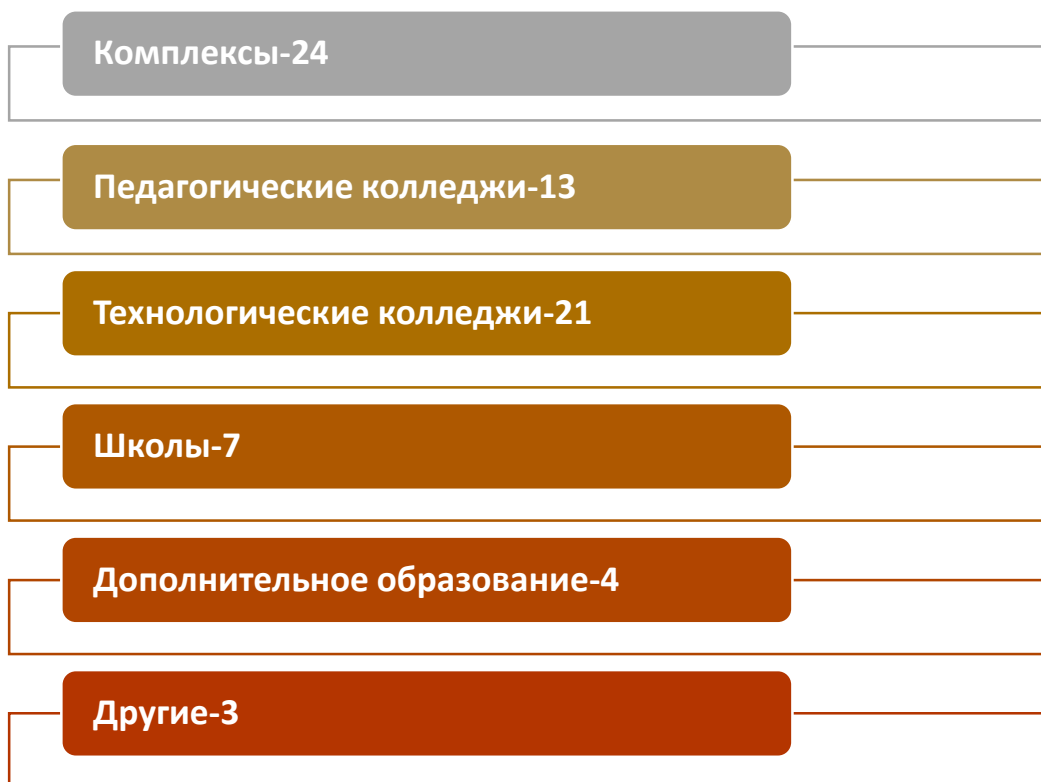 Комплексы-24
Педагогические колледжи-13
Технологические колледжи-21
Школы-7
Дополнительное образование-4
Другие-3